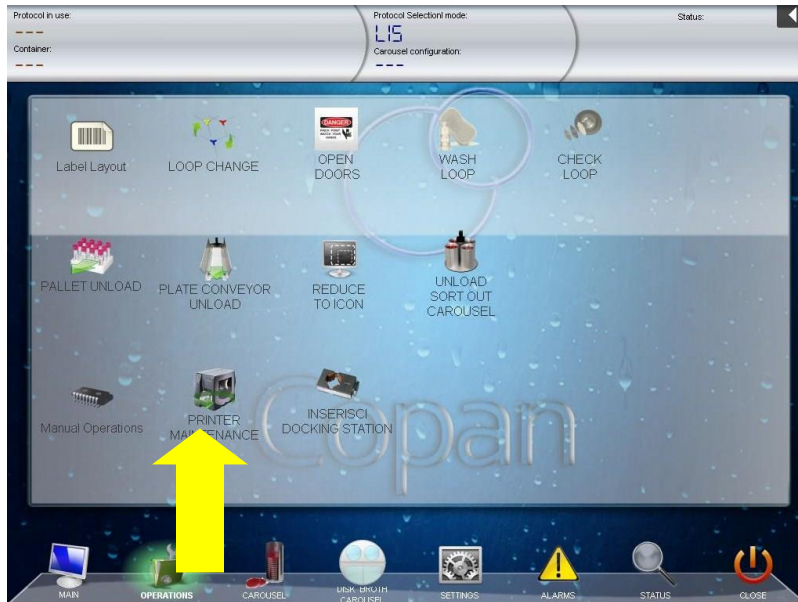 Protocol in use:
---
Container:
---
Protocol Selectionl mode:
LIS
Carousel configuration:
---
Status:
Label Layout
LOOP CHANGE
DANGER
OPEN
DOORS
WASH
LOOP
CHECK
LOOP
PALLET UNLOAD
PLATE CONVEYOR
UNLOAD
REDUCE
TO ICON
UNLOAD
SORT OUT
CAROUSEL
Manual Operations
PRINTER
MAINTENANCE
INSERISCI
DOCKING STATION
Copan
MAIN
OPERATIONS
CAROUSEL
DISK BROTH
CAROUSEL
SETTINGS
ALARMS
STATUS
CLOSE